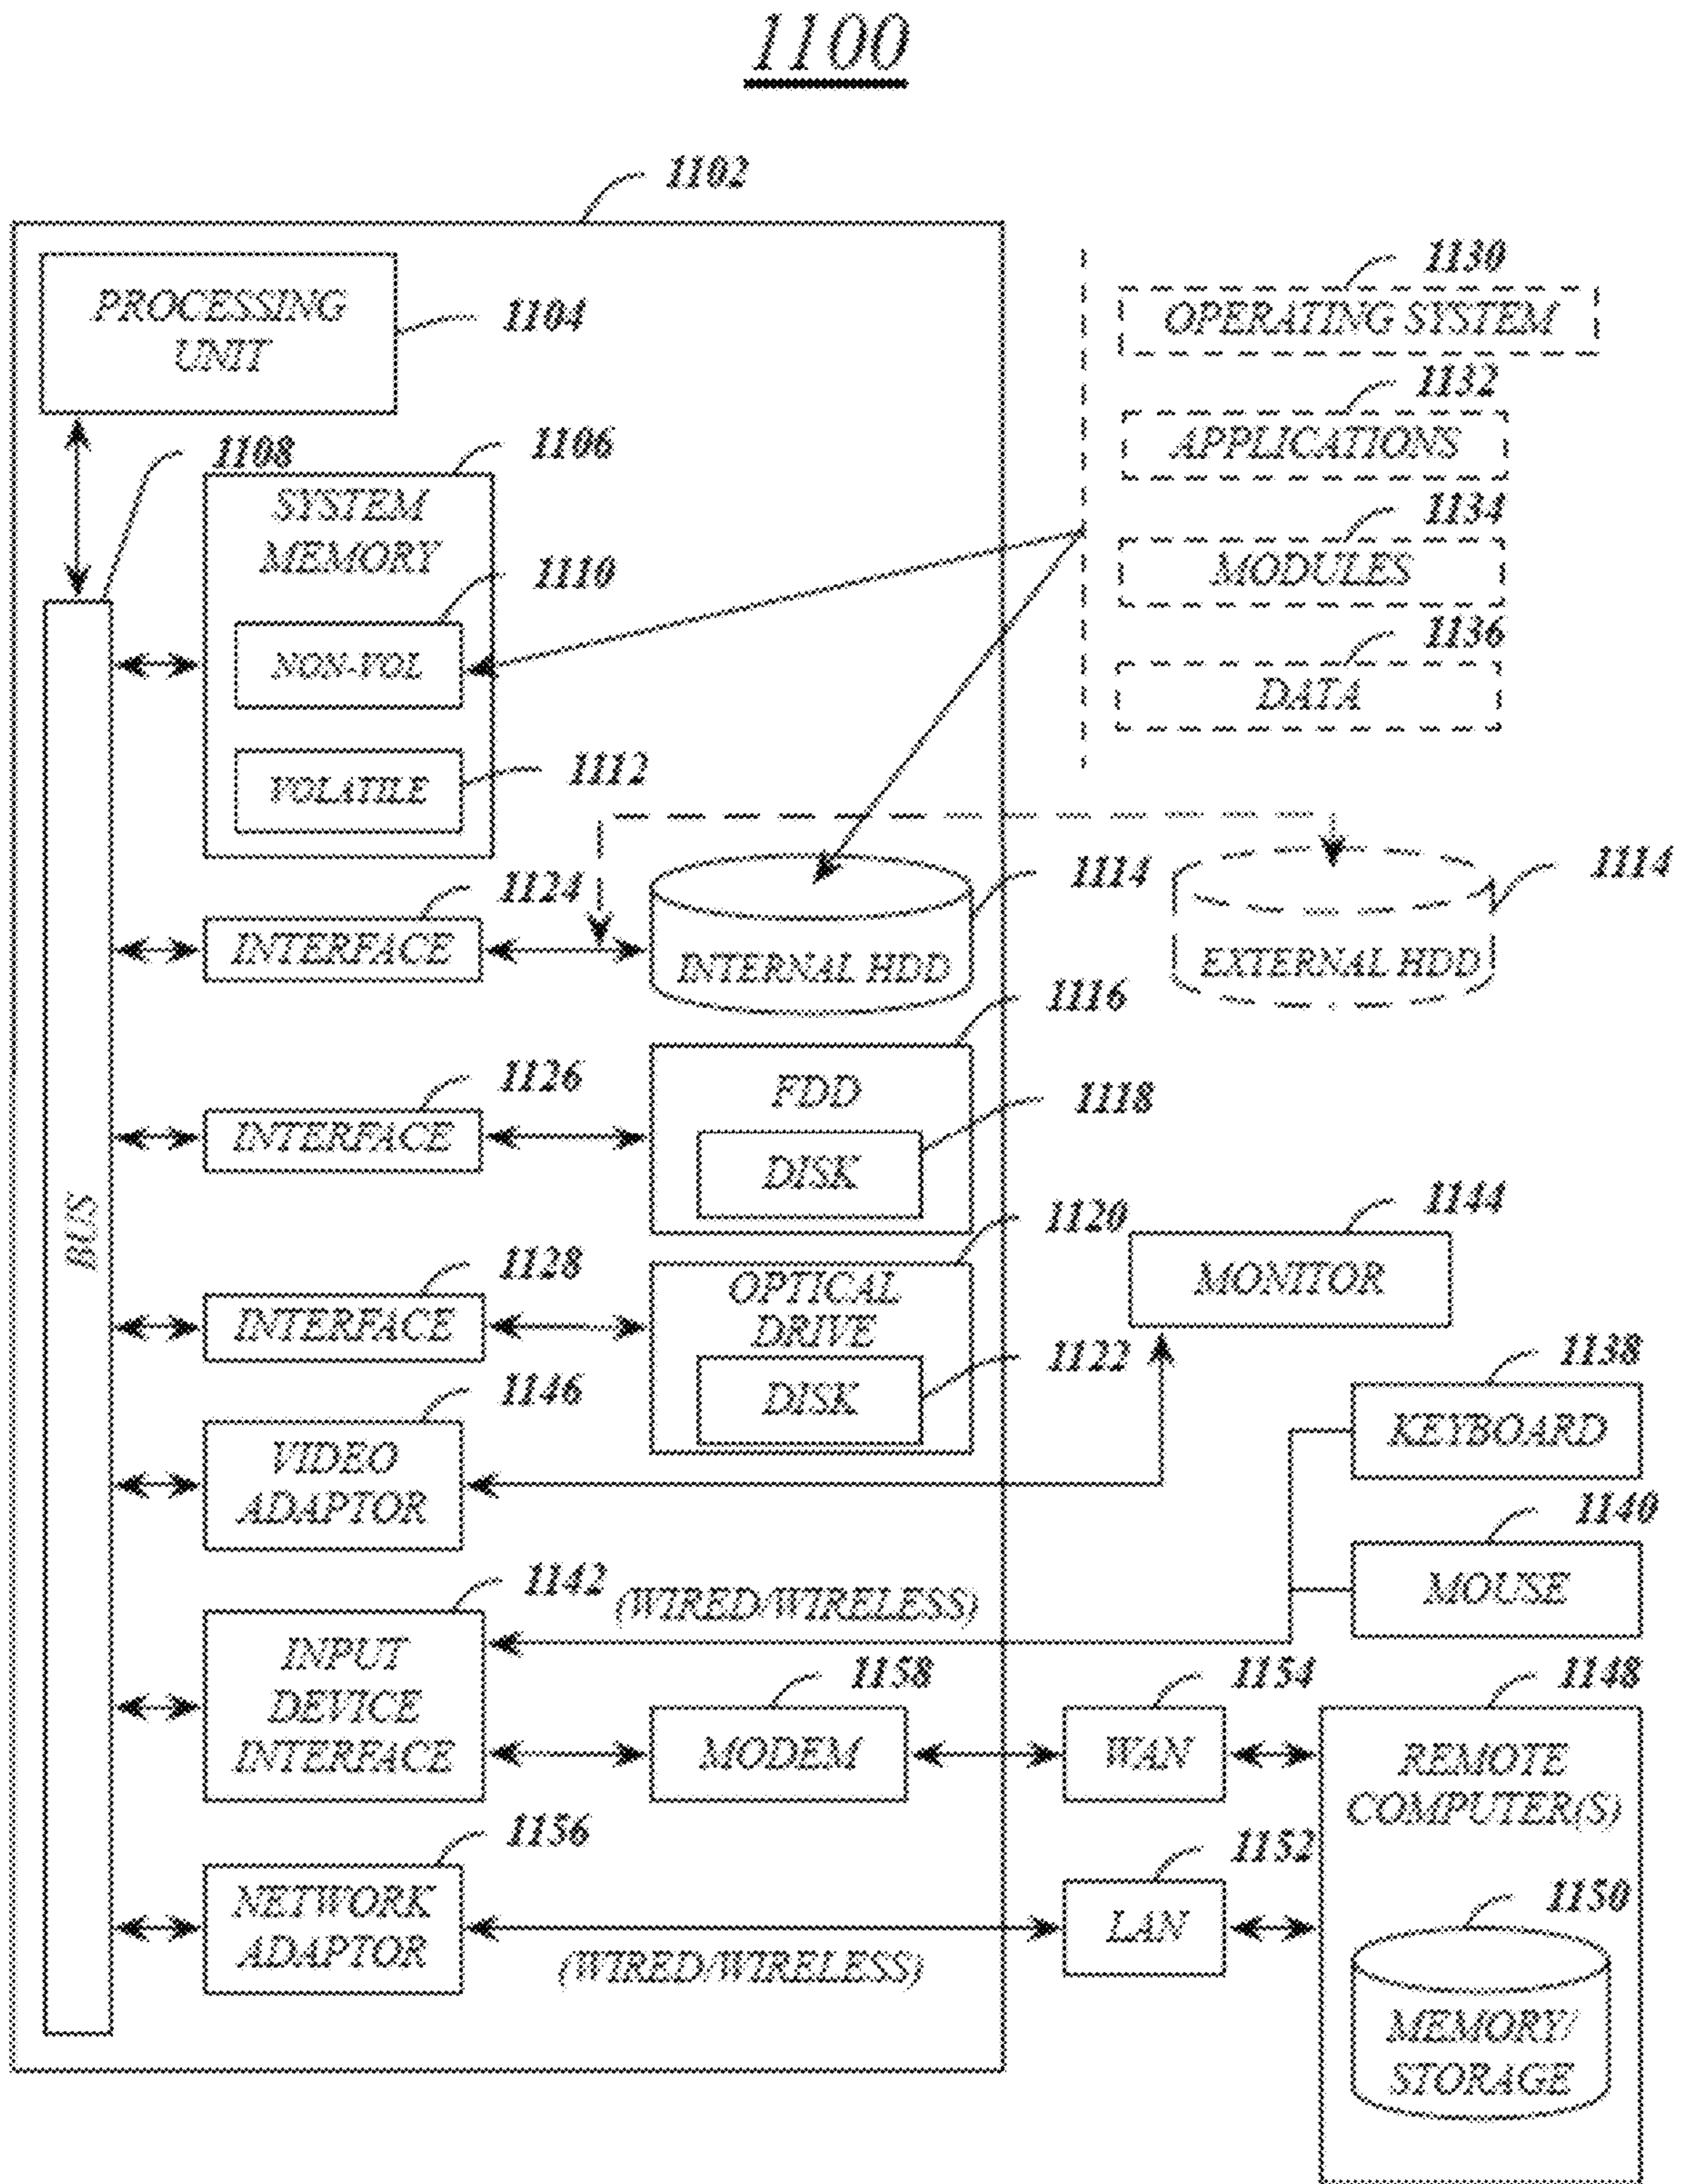 1100
1102
PROCESSING
UNIT
1104
1130
OPERATING SYSTEM
1132
APPLICATIONS
1134
MODULES
1136
DATA
1108
1106
SYSTEM
MEMORY
1110
NON-VOL
1112
VOLATILE
1124
INTERFACE
1114
INTERNAL HDD
1114
EXTERNAL HDD
1116
FDD
1126
INTERFACE
1118
DISK
BUS
1120
OPTICAL
DRIVE
1128
INTERFACE
1122
DISK
1144
MONITOR
1146
VIDEO
ADAPTOR
1138
KEYBOARD
1140
MOUSE
1142
(WIRED/WIRELESS)
INPUT
DEVICE
INTERFACE
1158
MODEM
1154
WAN
1148
REMOTE
COMPUTER(S)
1156
NETWORK
ADAPTOR
(WIRED/WIRELESS)
1152
LAN
1150
MEMORY/
STORAGE